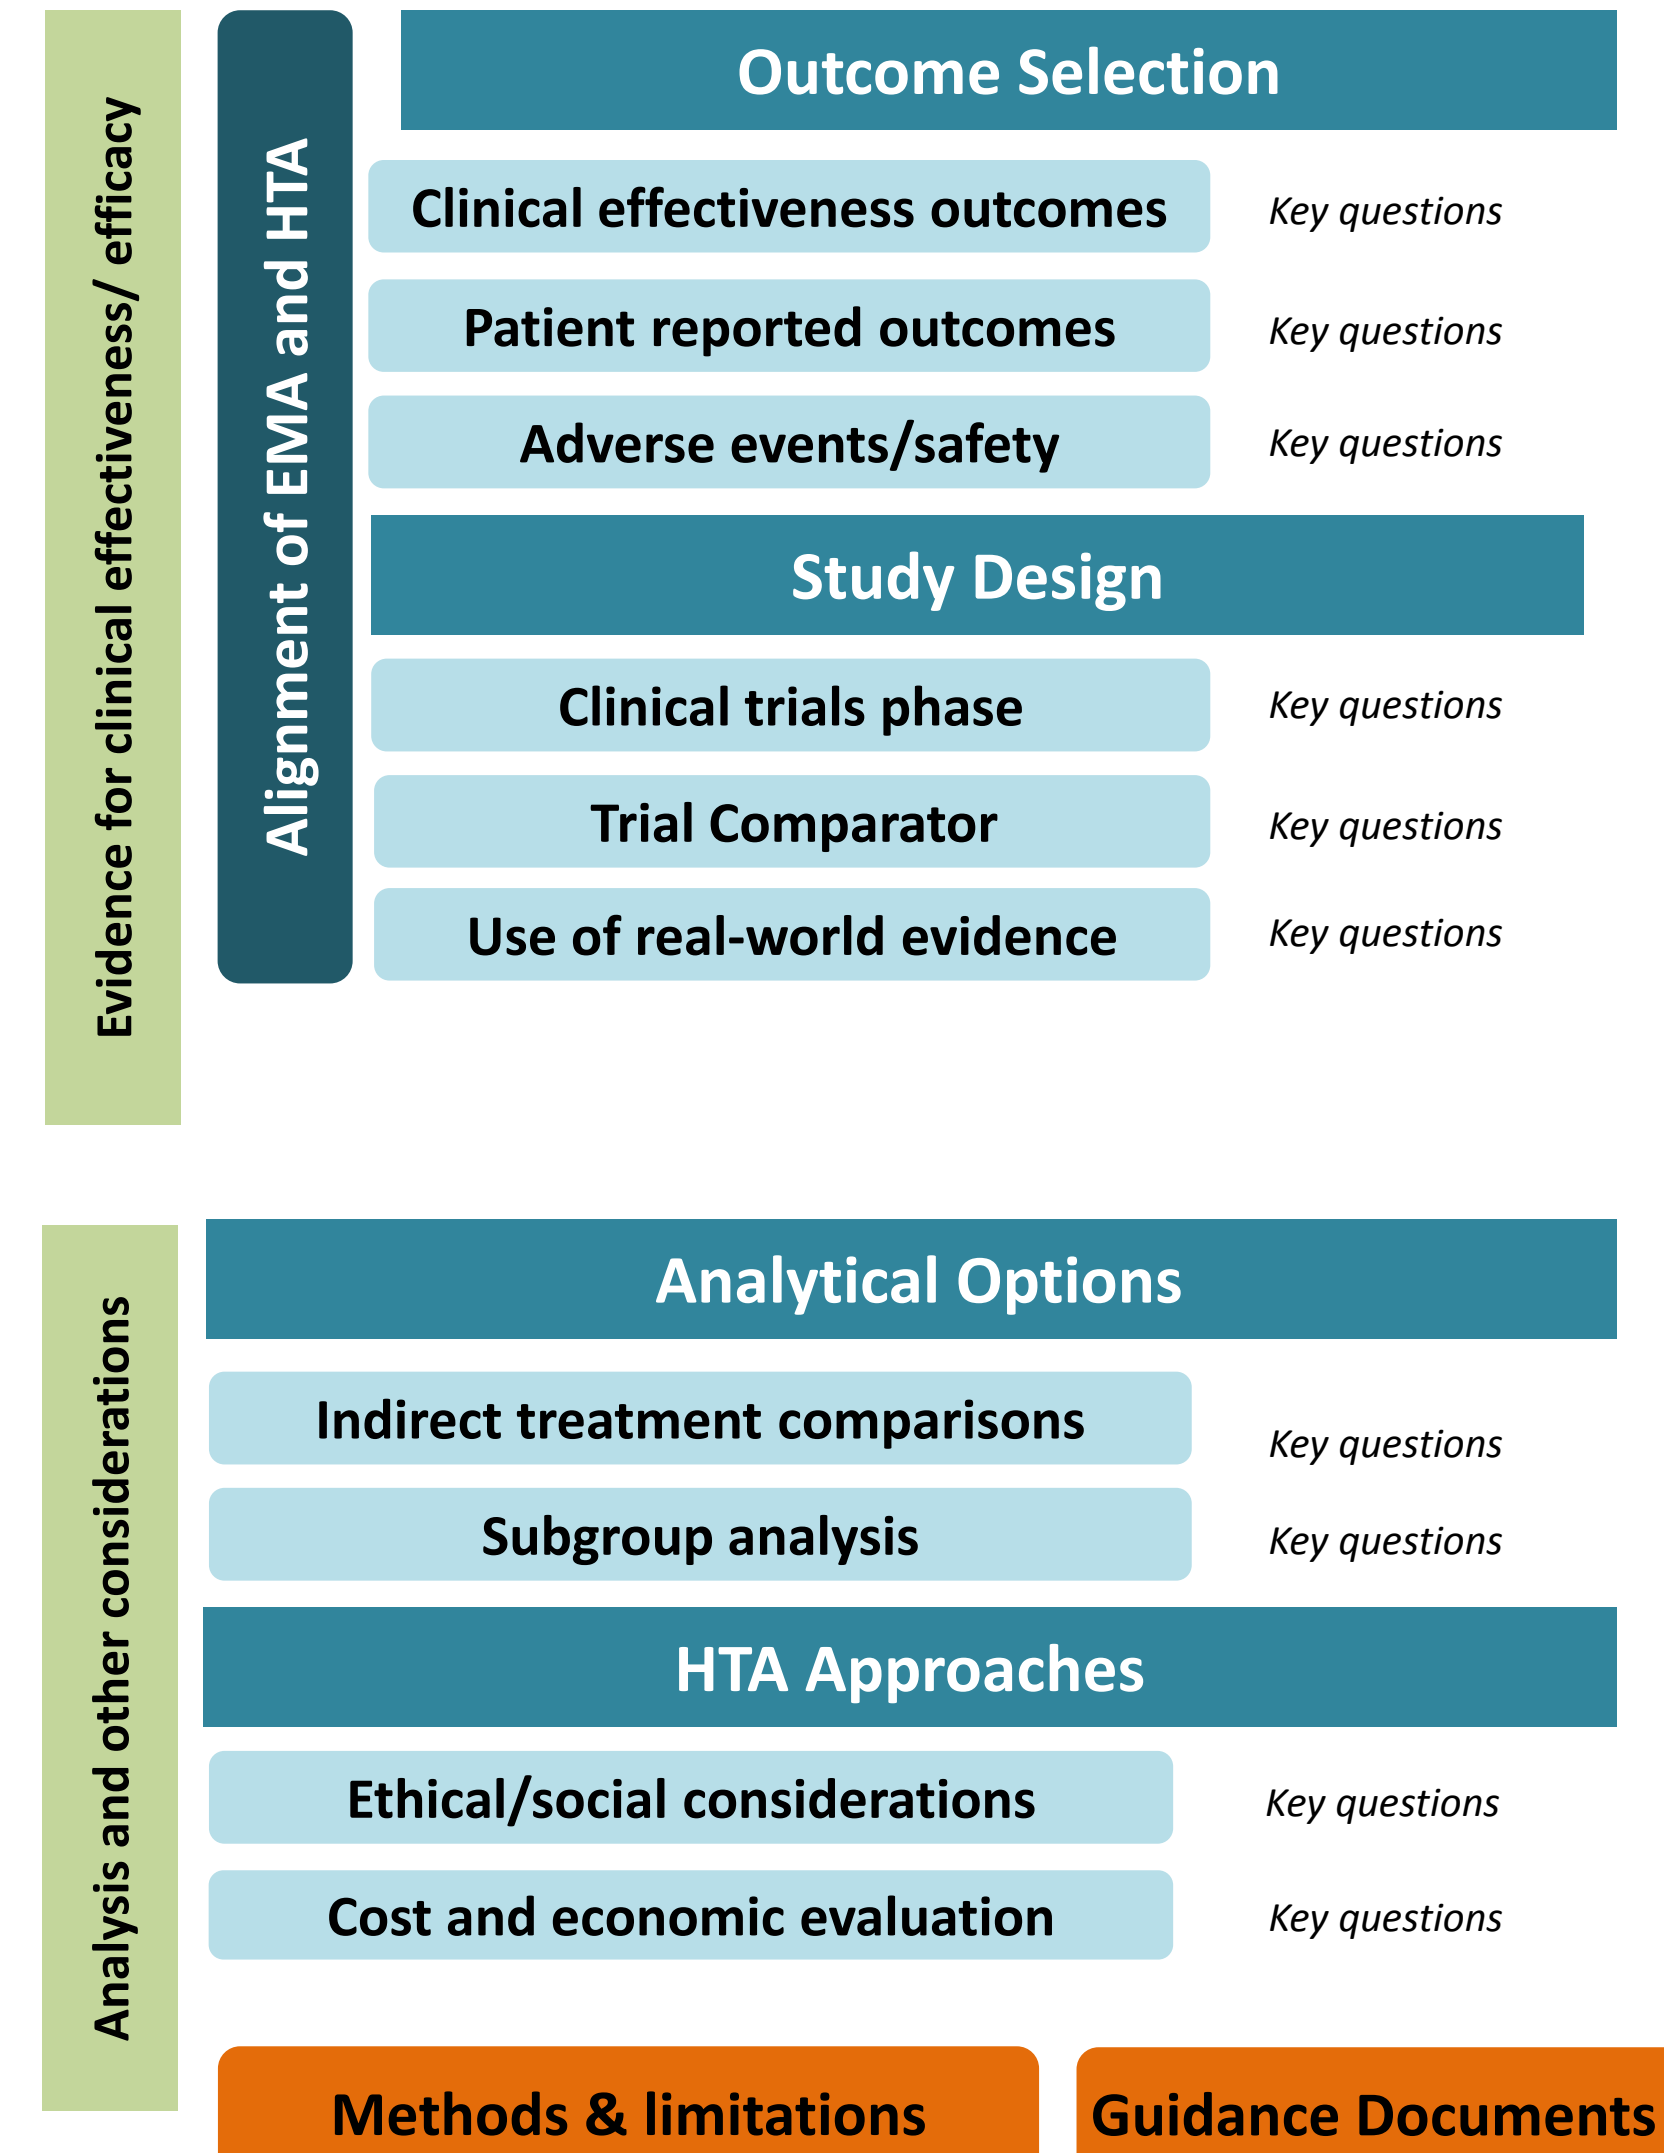 Evidence for clinical effectiveness/ efficacy
Alignment of EMA and HTA
Outcome Selection
Clinical effectiveness outcomes
Key questions
Patient reported outcomes
Key questions
Adverse events/safety
Key questions
Study Design
Clinical trials phase
Key questions
Trial Comparator
Key questions
Use of real-world evidence
Key questions
Analysis and other considerations
Analytical Options
Indirect treatment comparisons
Key questions
Subgroup analysis
Key questions
HTA Approaches
Ethical/social considerations
Key questions
Cost and economic evaluation
Key questions
Methods & limitations
Guidance Documents